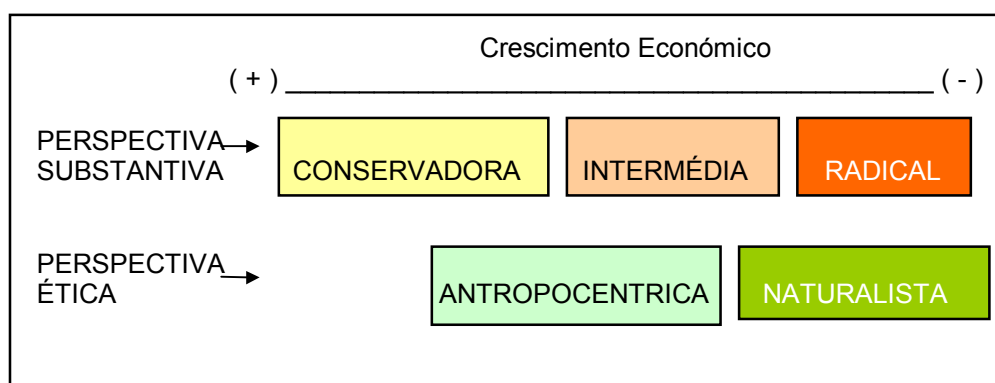 Crescimento Económico
( + ) ( - )
PERSPECTIVA
SUBSTANTIVA
CONSERVADORA INTERMÉDIA RADICAL
PERSPECTIVA
ÉTICA
ANTROPOCENTRICA NATURALISTA